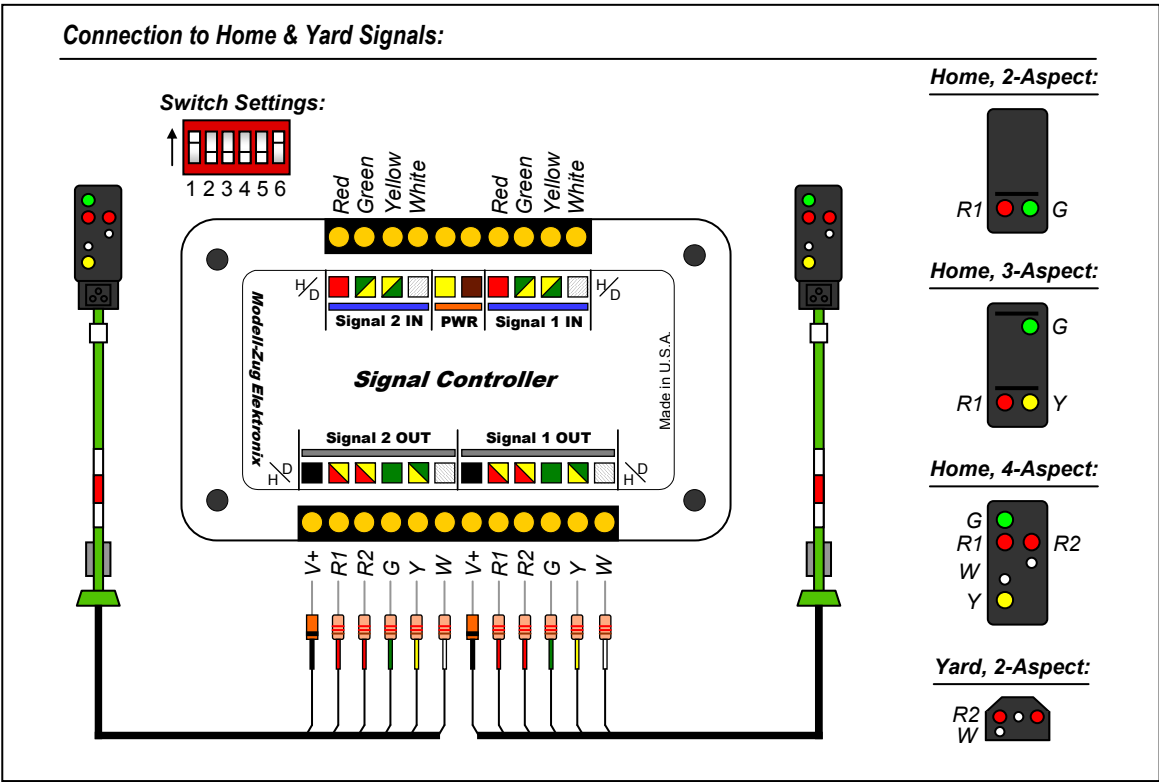 Connection to Home & Yard Signals:
Switch Settings:
1 2 3 4 5 6
Red
Green
Yellow
White
Red
Green
Yellow
White
H/D
Signal 2 IN
PWR
Signal 1 IN
H/D
Modell-Zug Elektronix
Signal Controller
Made in U.S.A.
Signal 2 OUT
Signal 1 OUT
H/D
H/D
V+
R1
R2
G
Y
W
V+
R1
R2
G
Y
W
Home, 2-Aspect:
R1 G
Home, 3-Aspect:
G
R1 Y
Home, 4-Aspect:
G
R1 R2
W
Y
Yard, 2-Aspect:
R2
W